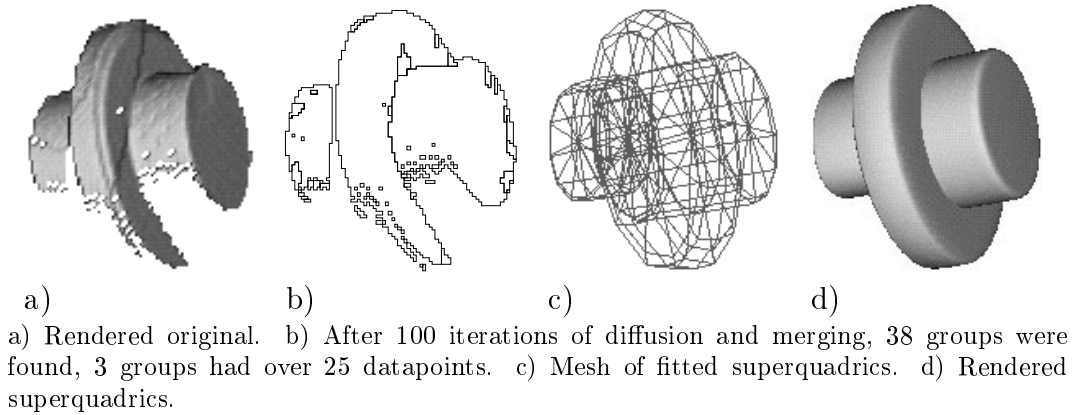 a) b) c) d)
a) Rendered original. b) After 100 iterations of diffusion and merging, 38 groups were
found, 3 groups had over 25 datapoints. c) Mesh of fitted superquadrics. d) Rendered
superquadrics.